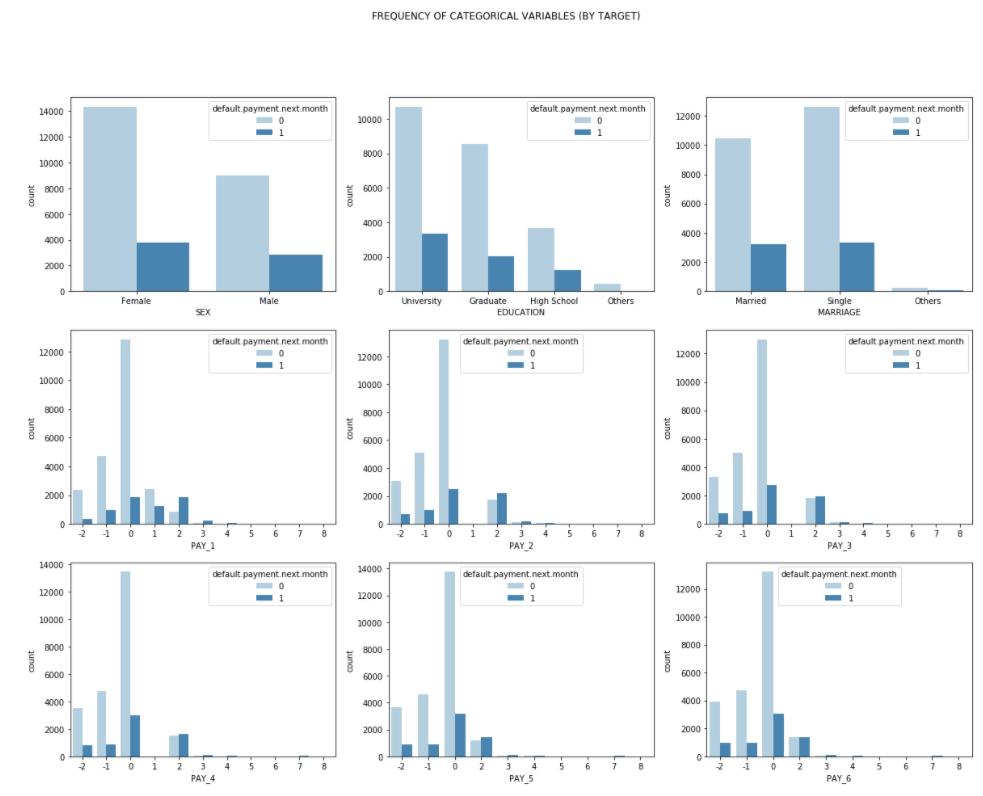 FREQUENCY OF CATEGORICAL VARIABLES (BY TARGET)
default.payment.next.month
0
1
14000
12000
10000
8000
6000
4000
2000
0
count
Female Male
SEX
default.payment.next.month
0
1
10000
8000
6000
4000
2000
0
count
University Graduate High School Others
EDUCATION
default.payment.next.month
0
1
12000
10000
8000
6000
4000
2000
0
count
Married Single Others
MARRIAGE
default.payment.next.month
0
1
12000
10000
8000
6000
4000
2000
0
count
-2 -1 0 1 2 3 4 5 6 7 8
PAY_1
default.payment.next.month
0
1
12000
10000
8000
6000
4000
2000
0
count
-2 -1 0 1 2 3 4 5 6 7 8
PAY_2
default.payment.next.month
0
1
12000
10000
8000
6000
4000
2000
0
count
-2 -1 0 1 2 3 4 5 6 7 8
PAY_3
default.payment.next.month
0
1
14000
12000
10000
8000
6000
4000
2000
0
count
-2 -1 0 1 2 3 4 5 6 7 8
PAY_4
default.payment.next.month
0
1
14000
12000
10000
8000
6000
4000
2000
0
count
-2 -1 0 2 3 4 5 6 7 8
PAY_5
default.payment.next.month
0
1
12000
10000
8000
6000
4000
2000
0
count
-2 -1 0 2 3 4 5 6 7 8
PAY_6